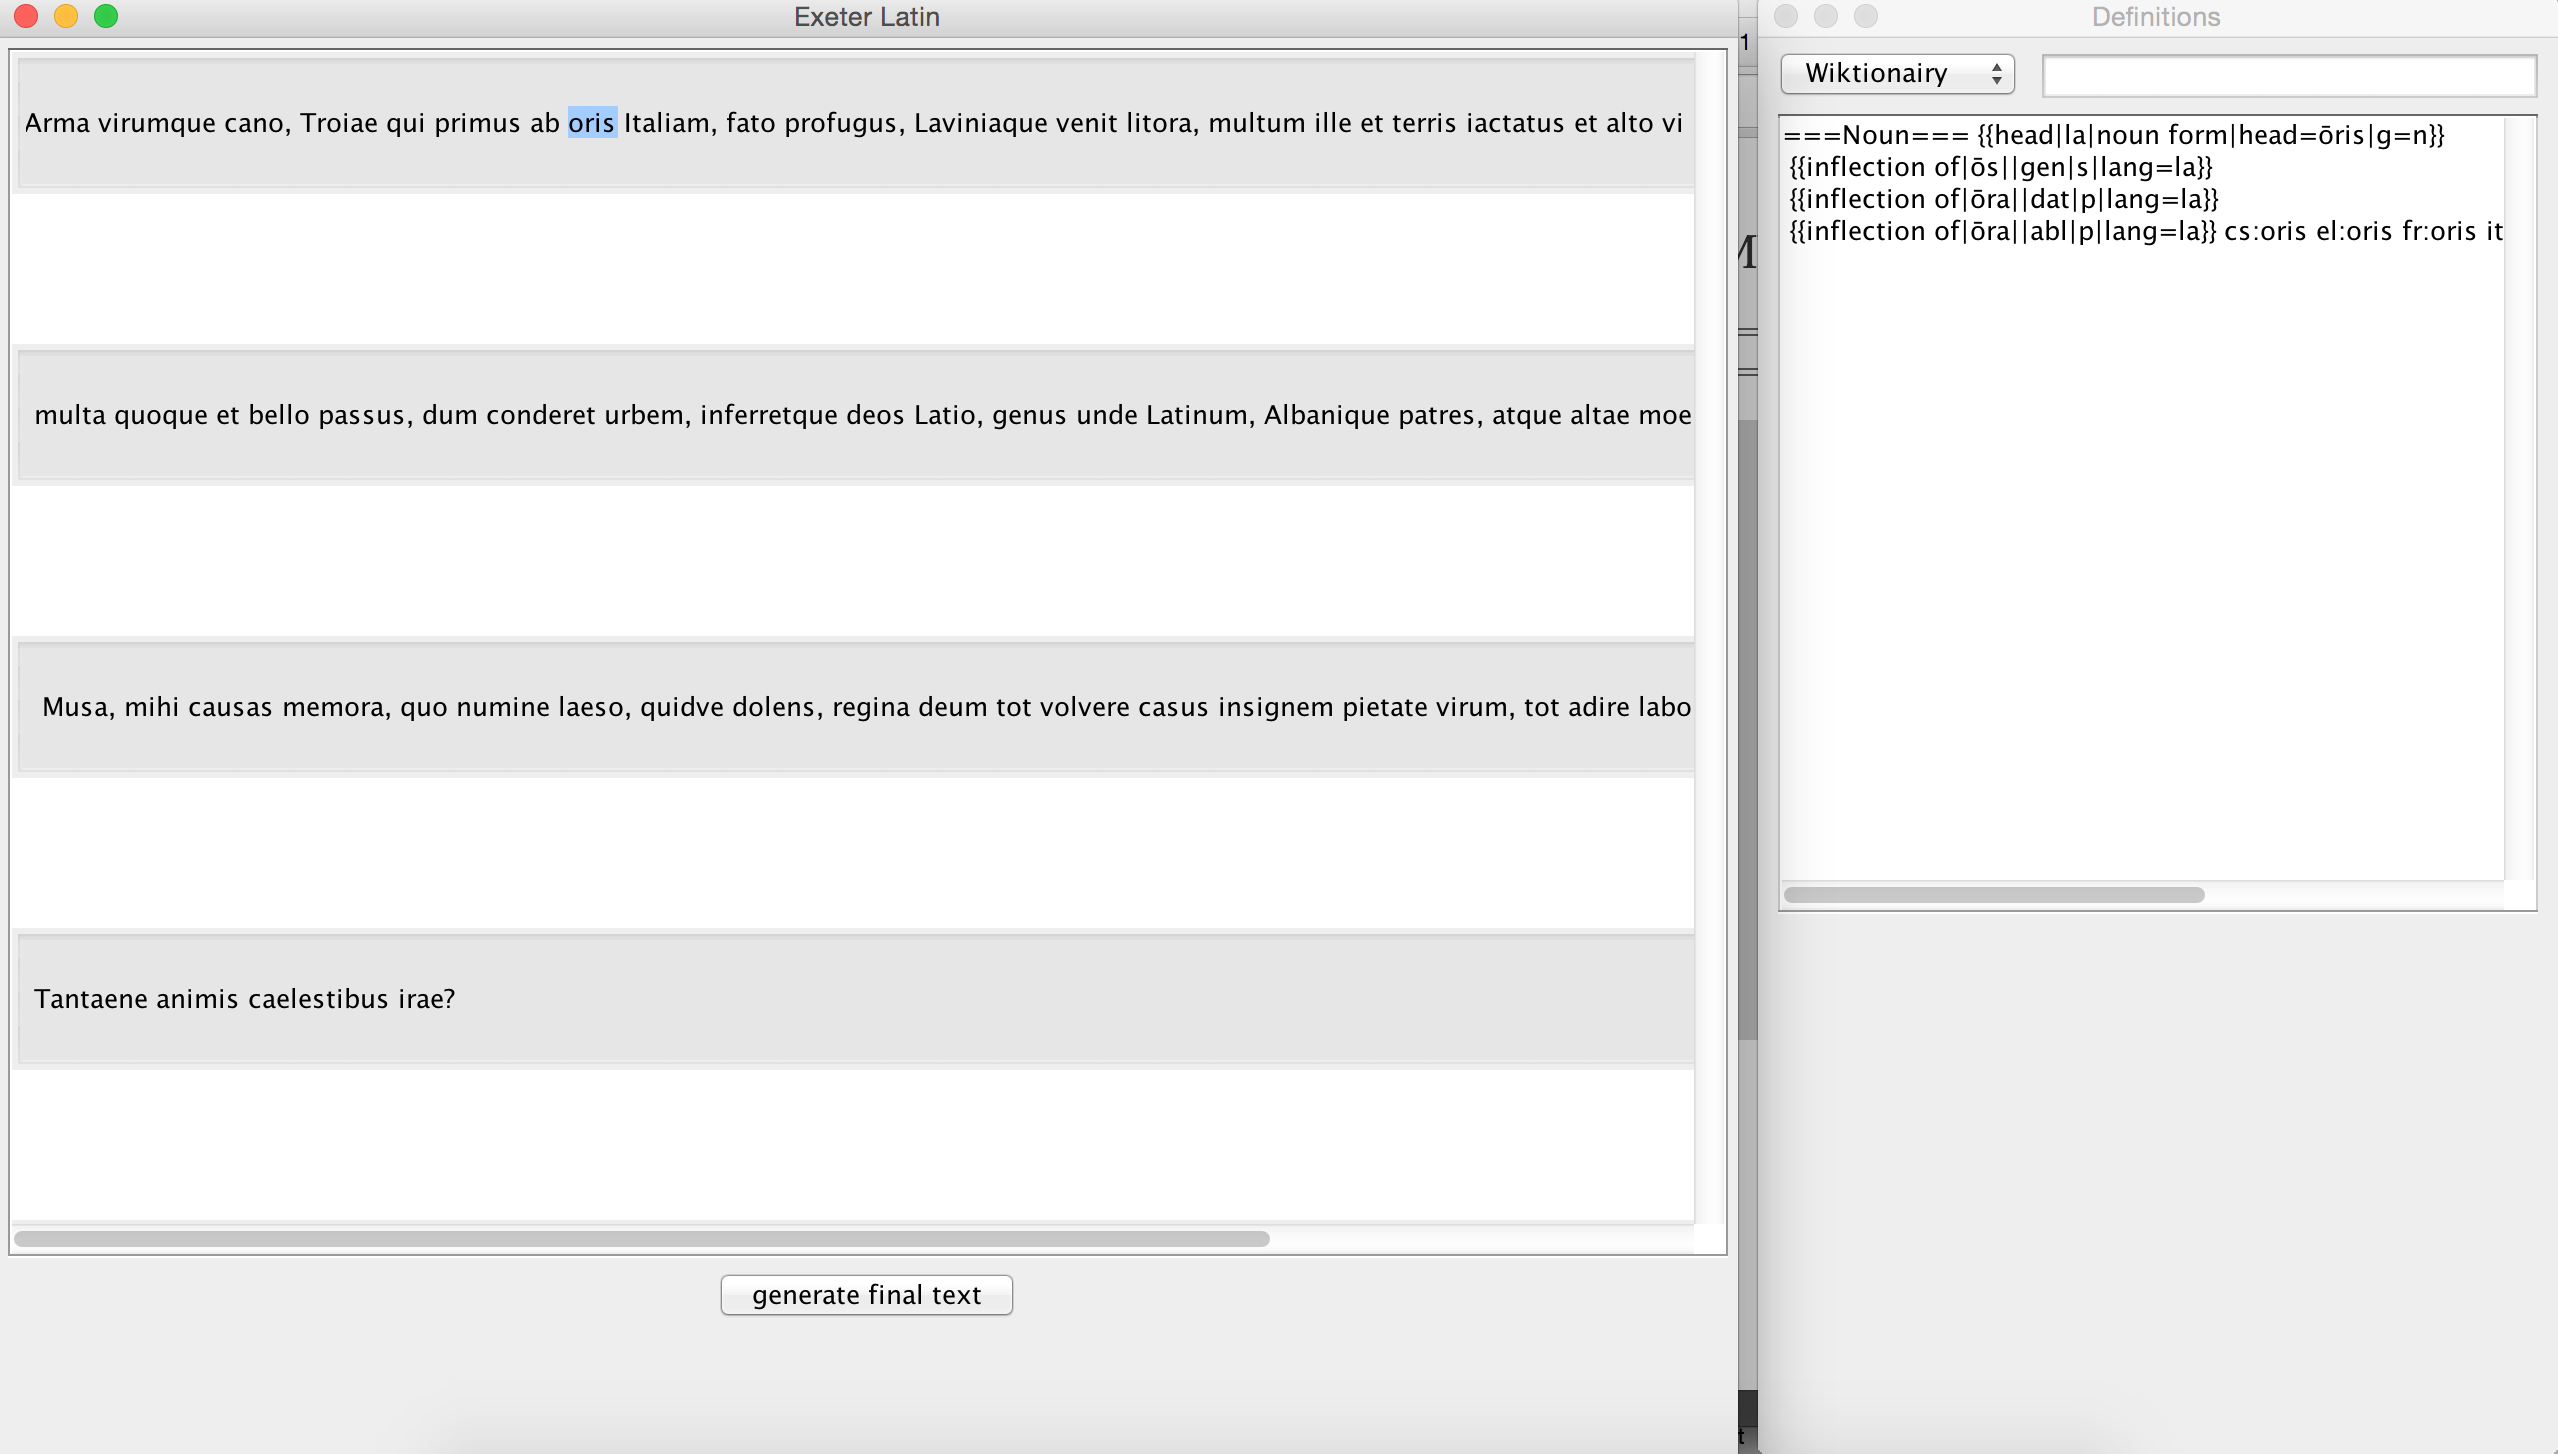 Exeter Latin
Arma virumque cano, Troiae qui primus ab oris Italiam, fato profugus, Laviniaque venit litora, multum ille et terris iactatus et alto vi
multa quoque et bello passus, dum conderet urbem, inferretque deos Latio, genus unde Latinum, Albanique patres, atque altae moe
Musa, mihi causas memora, quo numine laeso, quidve dolens, regina deum tot volvere casus insignem pietate virum, tot adire labo
Tantaene animis caelestibus irae?
generate final text
1
M
t
Definitions
Wiktionairy
===Noun=== {{head|la|noun form|head=ōris|g=n}}
{{inflection of|ōs||gen|s|lang=la}}
{{inflection of|ōra||dat|p|lang=la}}
{{inflection of|ōra||abl|p|lang=la}} cs:oris el:oris fr:oris it